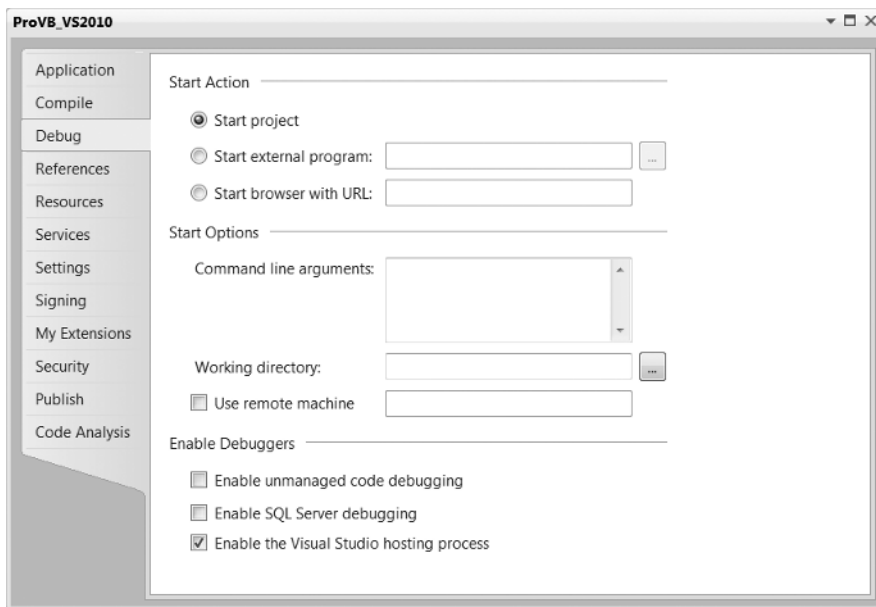 ProVB_VS2010
Application
Compile
Debug
References
Resources
Services
Settings
Signing
My Extensions
Security
Publish
Code Analysis
Start Action
Start project
Start external program:
...
Start browser with URL:
Start Options
Command line arguments:
Working directory:
...
Use remote machine
Enable Debuggers
Enable unmanaged code debugging
Enable SQL Server debugging
Enable the Visual Studio hosting process